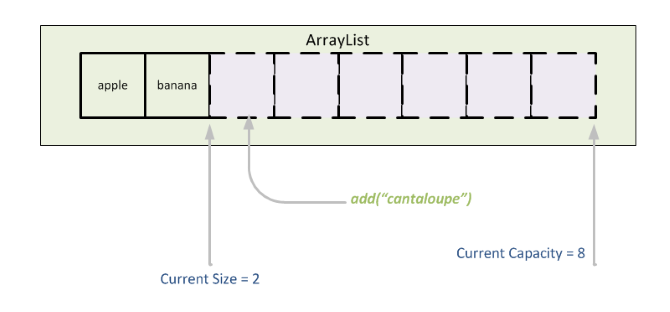 ArrayList
apple
banana
add(“cantaloupe”)
Current Capacity = 8
Current Size = 2